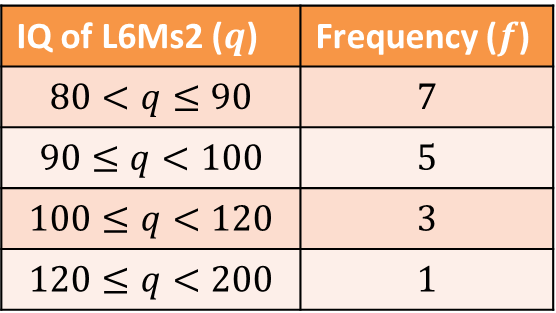 IQ of L6Ms2 (q) Frequency (f)
80 < q ≤ 90 7
90 ≤ q < 100 5
100 ≤ q < 120 3
120 ≤ q < 200 1